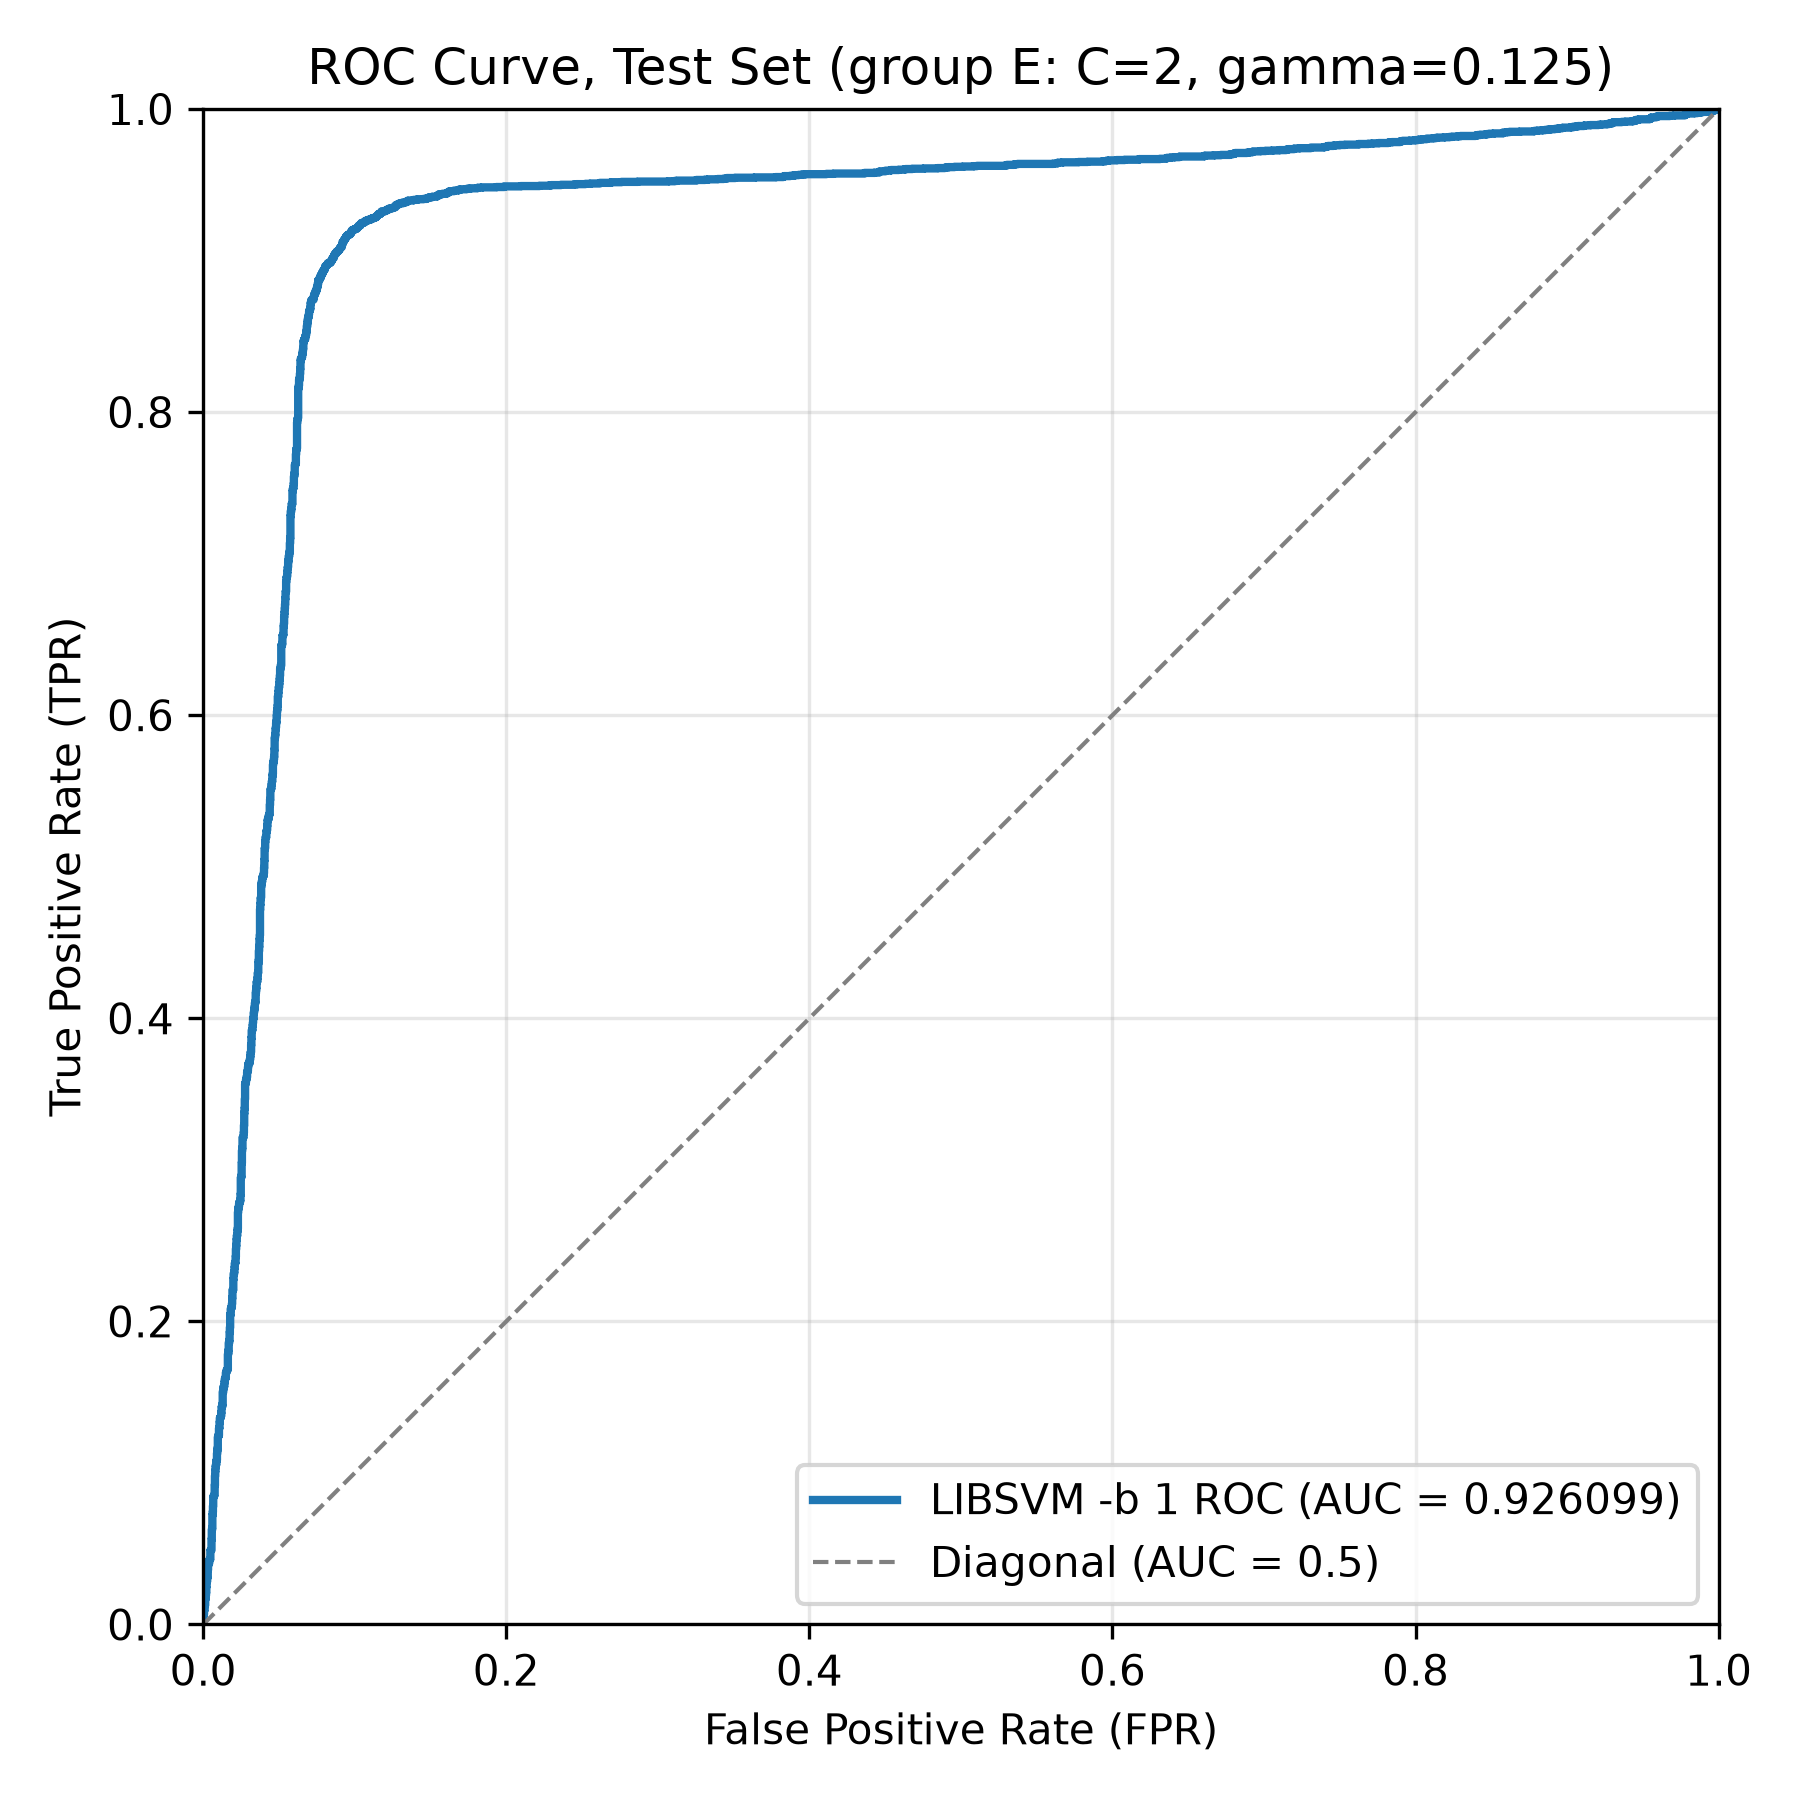 ROC Curve, Test Set (group E: C=2, gamma=0.125)
True Positive Rate (TPR)
1.0
0.8
0.6
0.4
0.2
0.0
LIBSVM -b 1 ROC (AUC = 0.926099)
Diagonal (AUC = 0.5)
0.0 0.2 0.4 0.6 0.8 1.0
False Positive Rate (FPR)